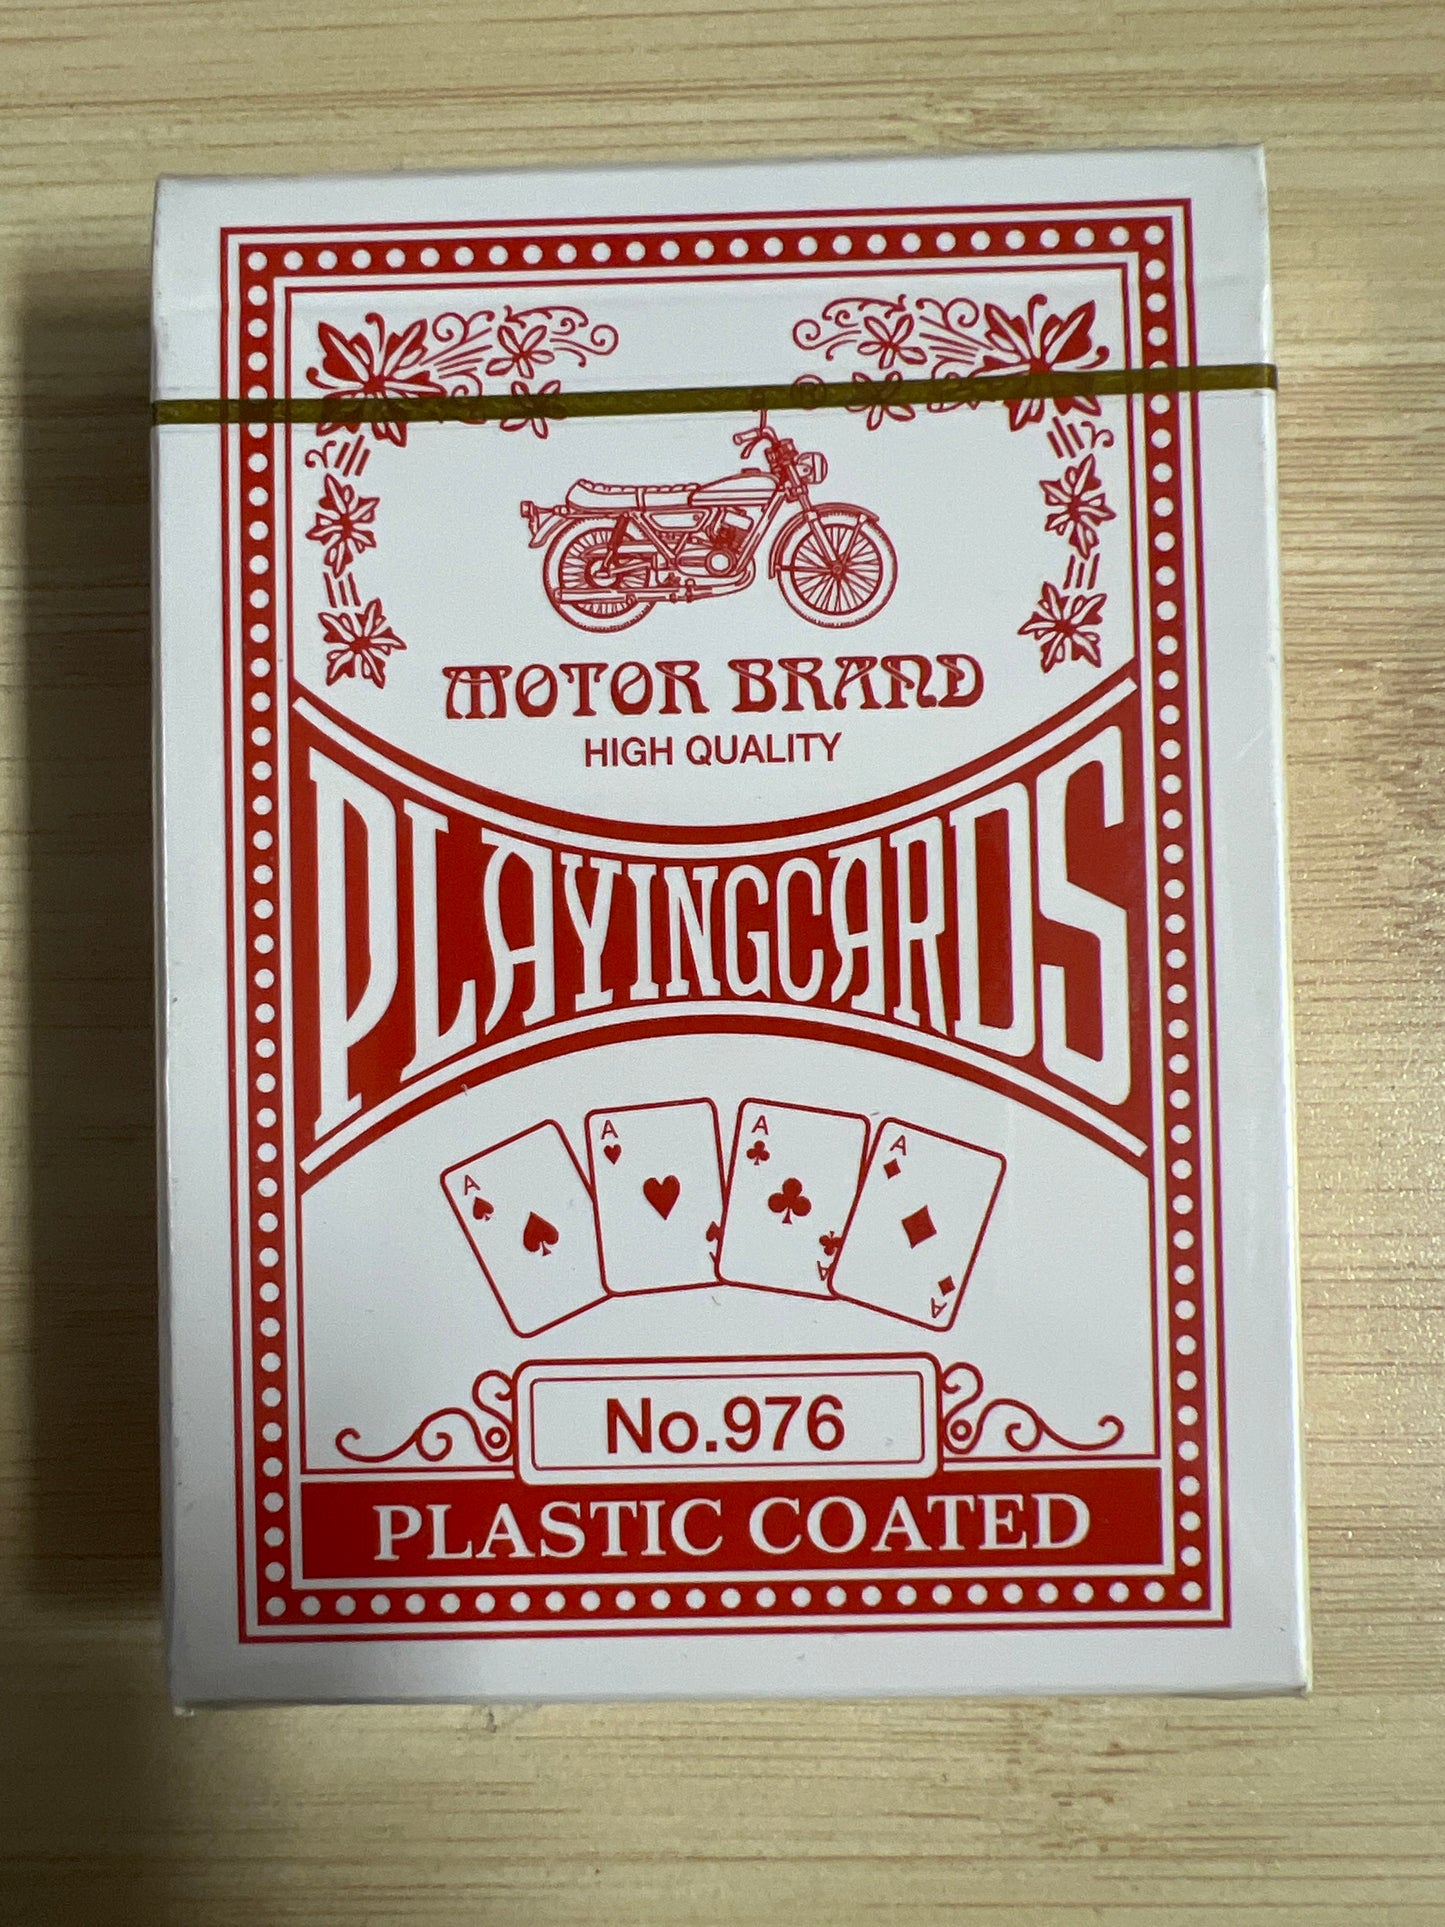 ®
MOTOR BRAND
HIGH QUALITY
PLAYINGCARDS
A
A
A
A
A
A
No.976
PLASTIC COATED